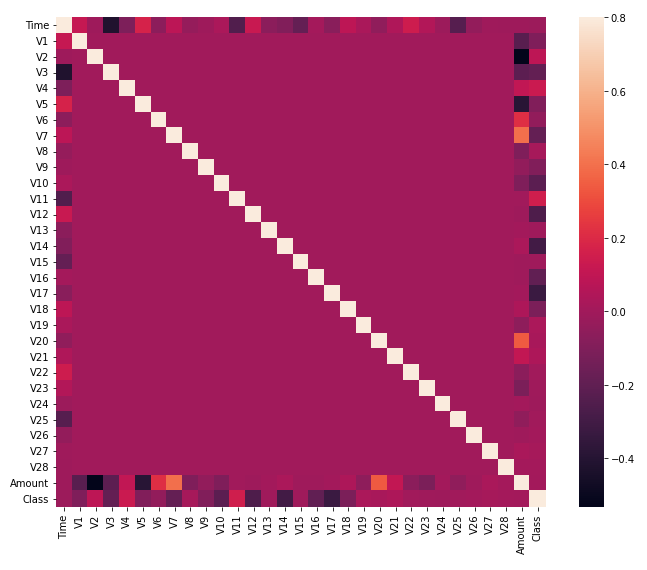 Time
V1
V2
V3
V4
V5
V6
V7
V8
V9
V10
V11
V12
V13
V14
V15
V16
V17
V18
V19
V20
V21
V22
V23
V24
V25
V26
V27
V28
Amount
Class
Time V1 V2 V3 V4 V5 V6 V7 V8 V9 V10 V11 V12 V13 V14 V15 V16 V17 V18 V19 V20 V21 V22 V23 V24 V25 V26 V27 V28 Amount Class
0.8
0.6
0.4
0.2
0.0
−0.2
−0.4